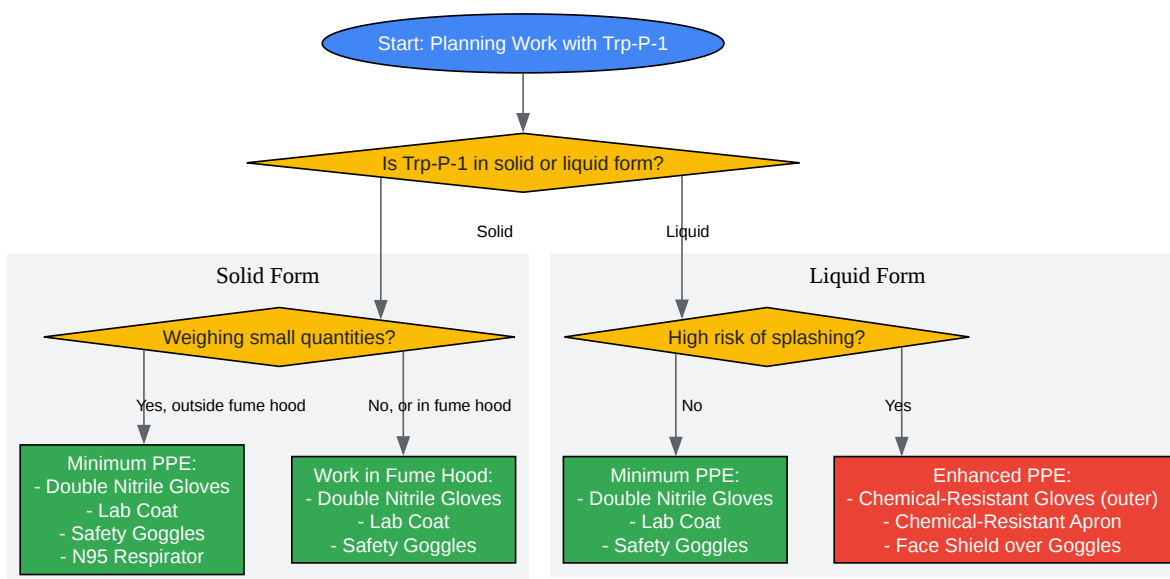 Start: Planning Work with Trp-P-1
Is Trp-P-1 in solid or liquid form?
Solid
Liquid
Solid Form
Liquid Form
Weighing small quantities?
High risk of splashing?
Yes, outside fume hood
No, or in fume hood
No
Yes
Minimum PPE:
- Double Nitrile Gloves
- Lab Coat
- Safety Goggles
- N95 Respirator
Work in Fume Hood:
- Double Nitrile Gloves
- Lab Coat
- Safety Goggles
Minimum PPE:
- Double Nitrile Gloves
- Lab Coat
- Safety Goggles
Enhanced PPE:
- Chemical-Resistant Gloves (outer)
- Chemical-Resistant Apron
- Face Shield over Goggles